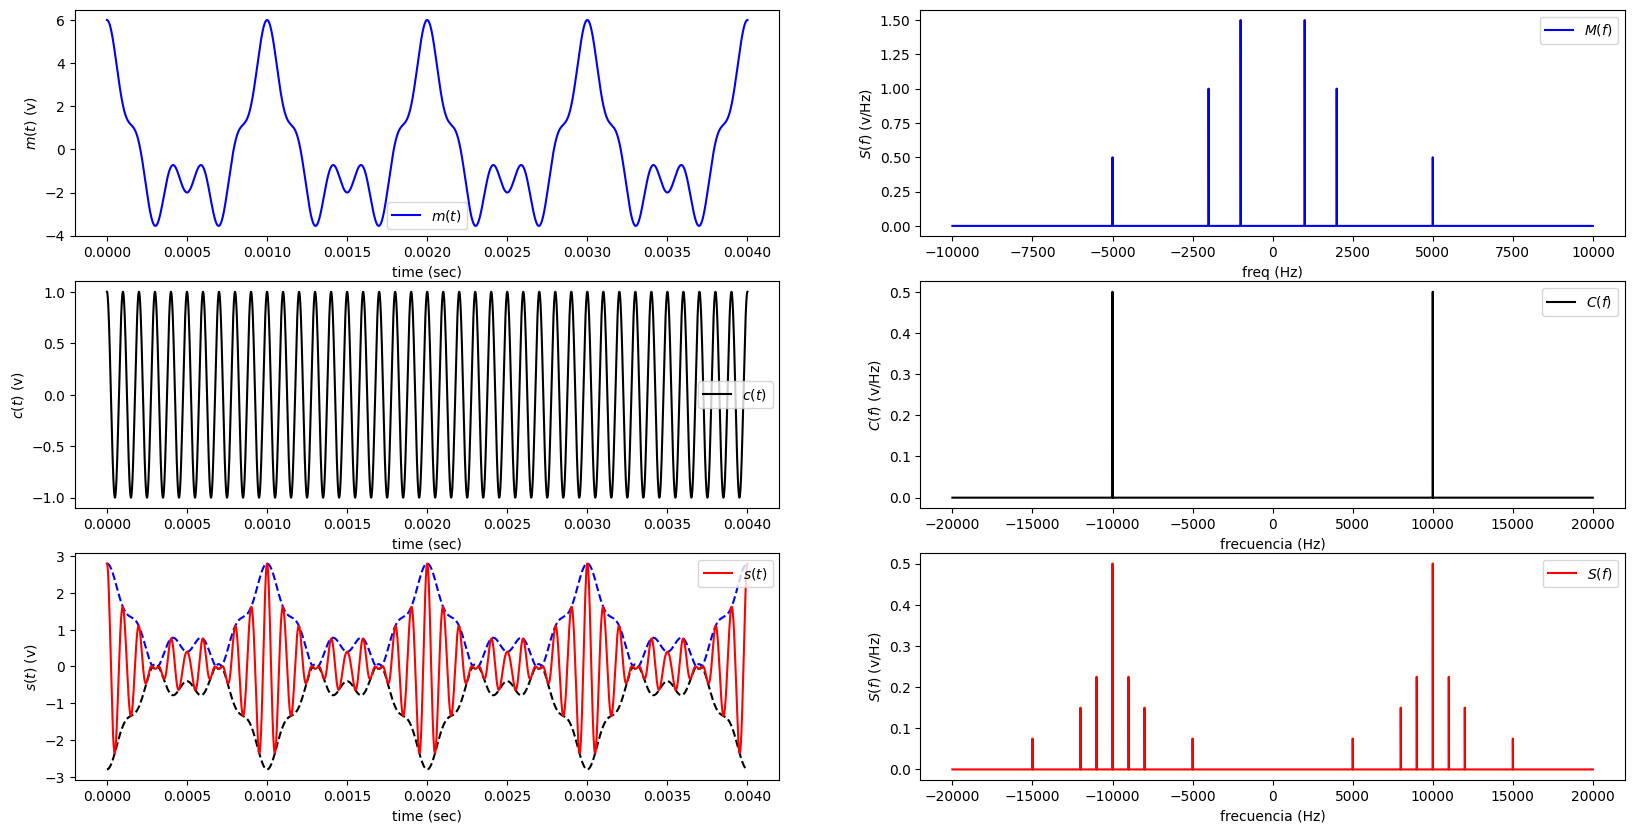 6
4
2
0
−2
−4
m(t) (v)
m(t)
0.0000 0.0005 0.0010 0.0015 0.0020 0.0025 0.0030 0.0035 0.0040
time (sec)
1.50
1.25
1.00
0.75
0.50
0.25
0.00
S(f) (v/Hz)
M(f)
−10000 −7500 −5000 −2500 0 2500 5000 7500 10000
freq (Hz)
1.0
0.5
0.0
−0.5
−1.0
c(t) (v)
c(t)
0.0000 0.0005 0.0010 0.0015 0.0020 0.0025 0.0030 0.0035 0.0040
time (sec)
0.5
0.4
0.3
0.2
0.1
0.0
C(f) (v/Hz)
C(f)
−20000 −15000 −10000 −5000 0 5000 10000 15000 20000
frecuencia (Hz)
3
2
1
0
−1
−2
−3
s(t) (v)
s(t)
0.0000 0.0005 0.0010 0.0015 0.0020 0.0025 0.0030 0.0035 0.0040
time (sec)
0.5
0.4
0.3
0.2
0.1
0.0
S(f) (v/Hz)
S(f)
−20000 −15000 −10000 −5000 0 5000 10000 15000 20000
frecuencia (Hz)